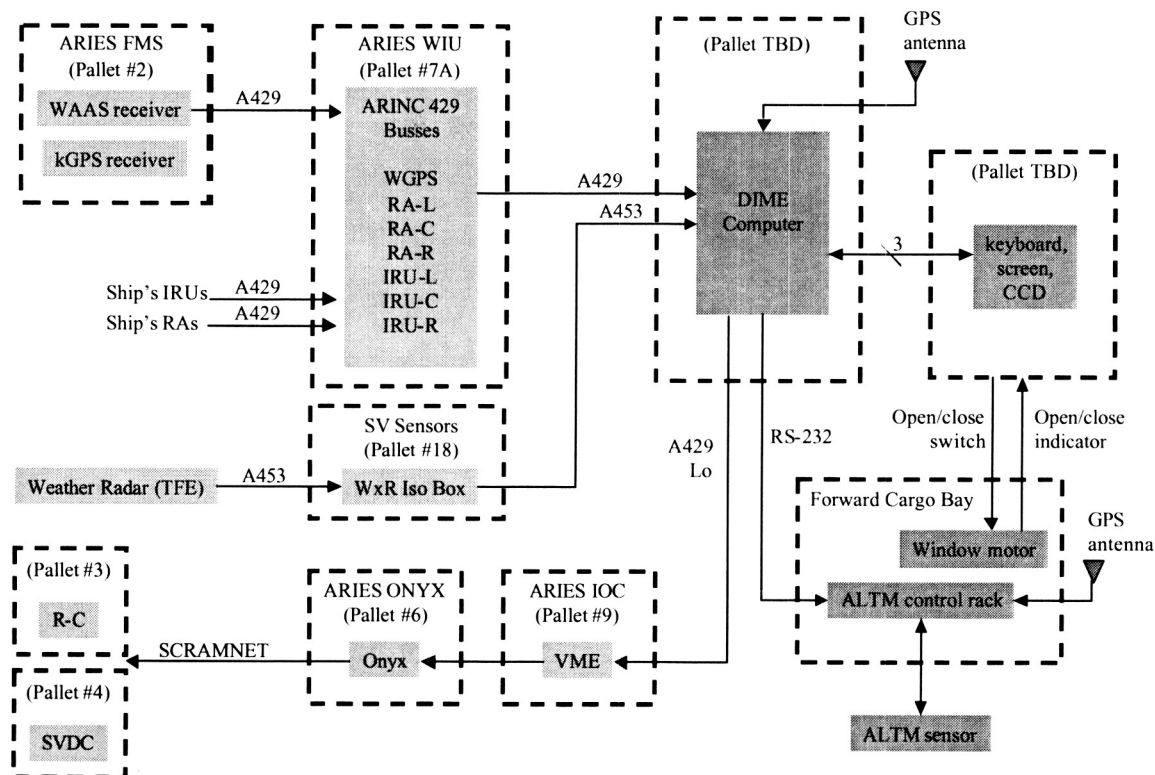 ARIES FMS
(Pallet #2)
WAAS receiver
kGPS receiver
A429
ARIES WIU
(Pallet #7A)
ARINC 429
Busses
WGPS
RA-L
RA-C
RA-R
IRU-L
IRU-C
IRU-R
Ship's IRUs
A429
Ship's RAs
A429
A429
A453
(Pallet TBD)
DIME
Computer
GPS
antenna
3
(Pallet TBD)
keyboard,
screen,
CCD
Open/close
switch
Open/close
indicator
SV Sensors
(Pallet #18)
WxR Iso Box
Weather Radar (TFE)
A453
A429
Lo
RS-232
Forward Cargo Bay
Window motor
ALTM control rack
GPS
antenna
ALTM sensor
(Pallet #3)
R-C
SCRAMNET
(Pallet #4)
SVDC
ARIES ONYX
(Pallet #6)
Onyx
ARIES IOC
(Pallet #9)
VME